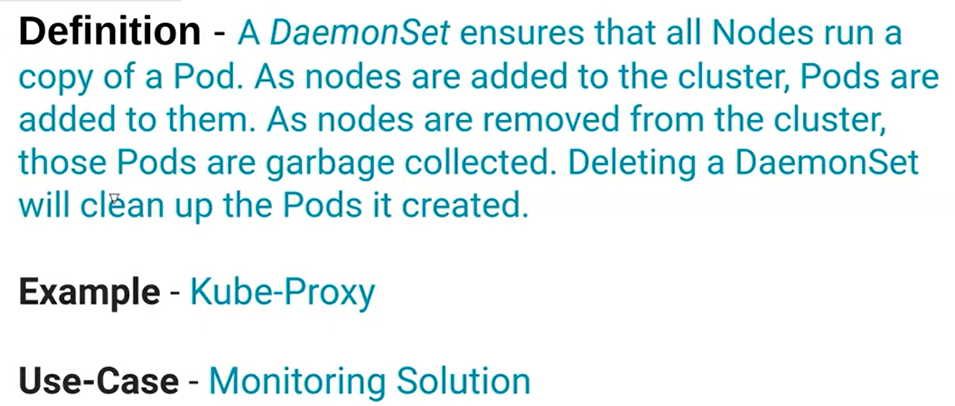 Definition - A DaemonSet ensures that all Nodes run a
copy of a Pod. As nodes are added to the cluster, Pods are
added to them. As nodes are removed from the cluster,
those Pods are garbage collected. Deleting a DaemonSet
will clean up the Pods it created.
Example - Kube-Proxy
Use-Case - Monitoring Solution